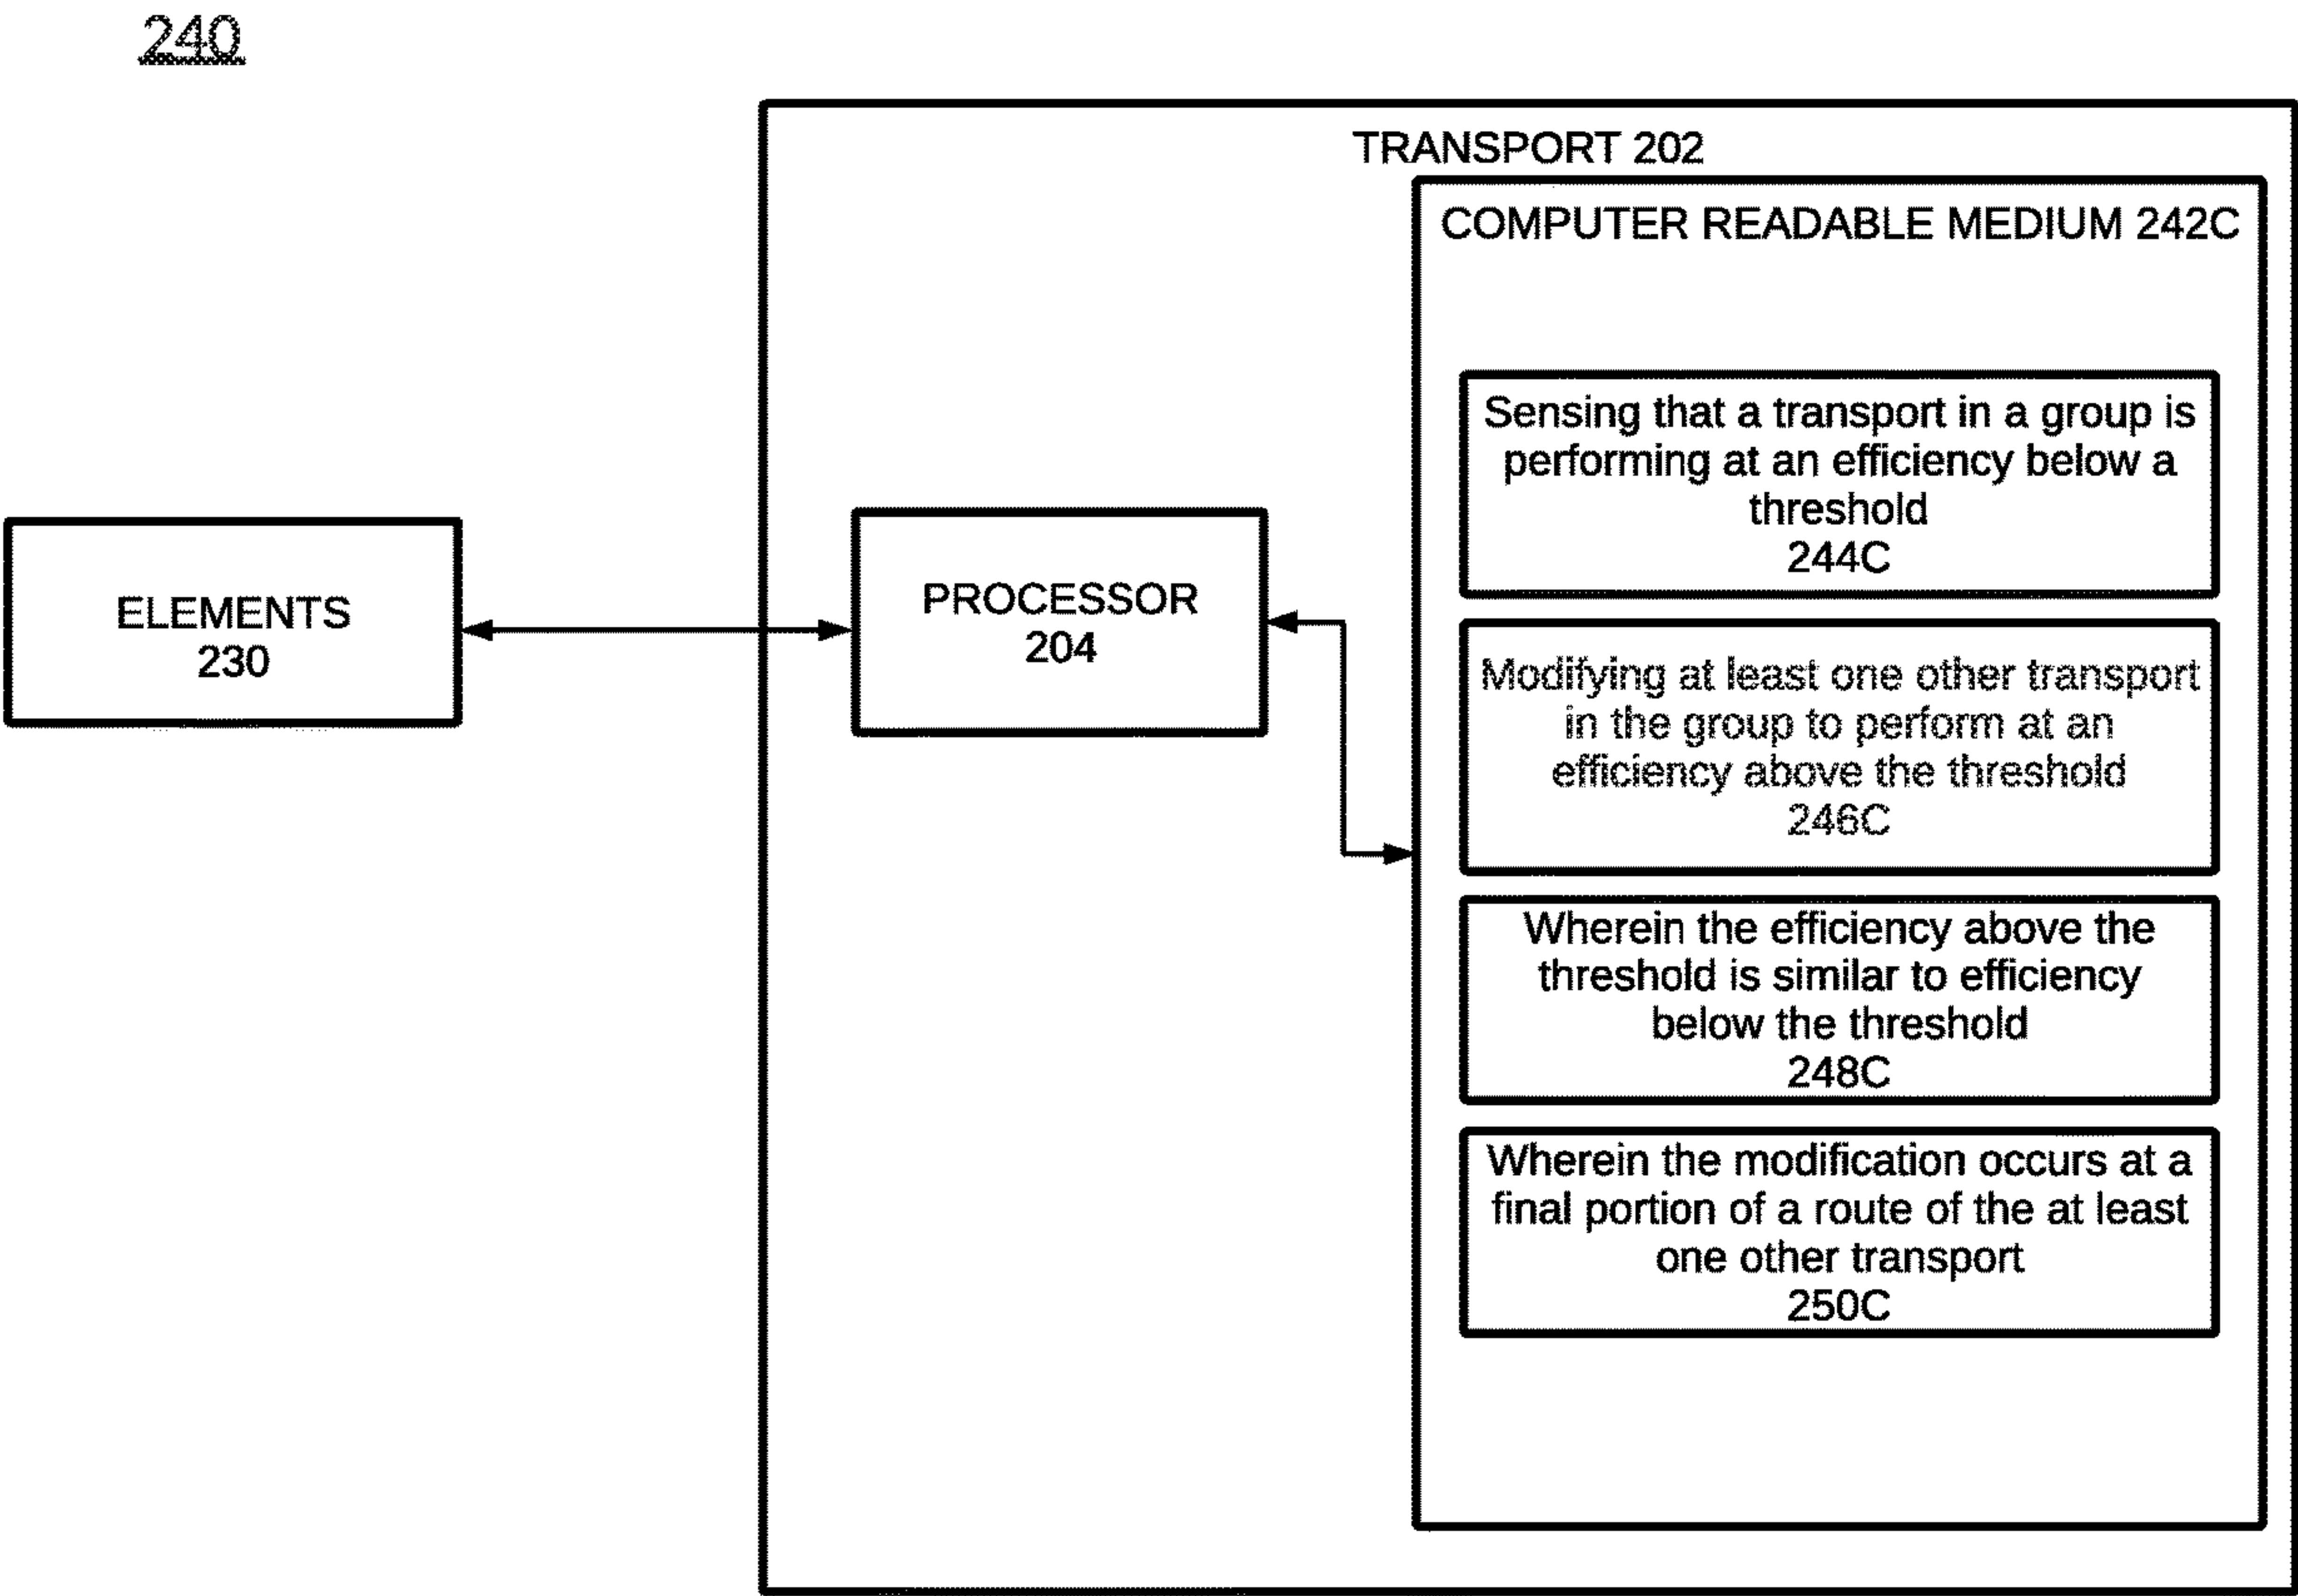 240
TRANSPORT 202
COMPUTER READABLE MEDIUM 242C
Sensing that a transport in a group is
performing at an efficiency below a
threshold
244C
ELEMENTS
230
PROCESSOR
204
Modifying at least one other transport
in the group to perform at an
efficiency above the threshold
246C
Wherein the efficiency above the
threshold is similar to efficiency
below the threshold
248C
Wherein the modification occurs at a
final portion of a route of the at least
one other transport
250C